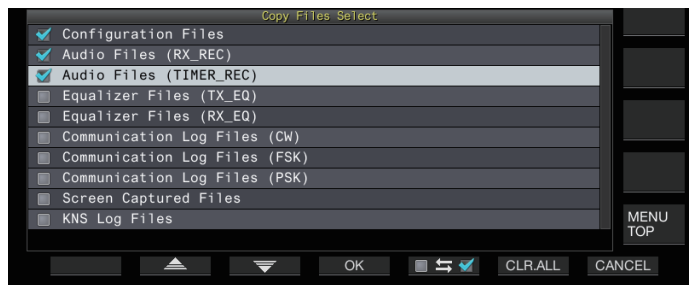 Copy Files Select
Configuration Files
Audio Files (RX_REC)
Audio Files (TIMER_REC)
Equalizer Files (TX_EQ)
Equalizer Files (RX_EQ)
Communication Log Files (CW)
Communication Log Files (FSK)
Communication Log Files (PSK)
Screen Captured Files
KNS Log Files
MENU
TOP
OK
CLR.ALL
CANCEL